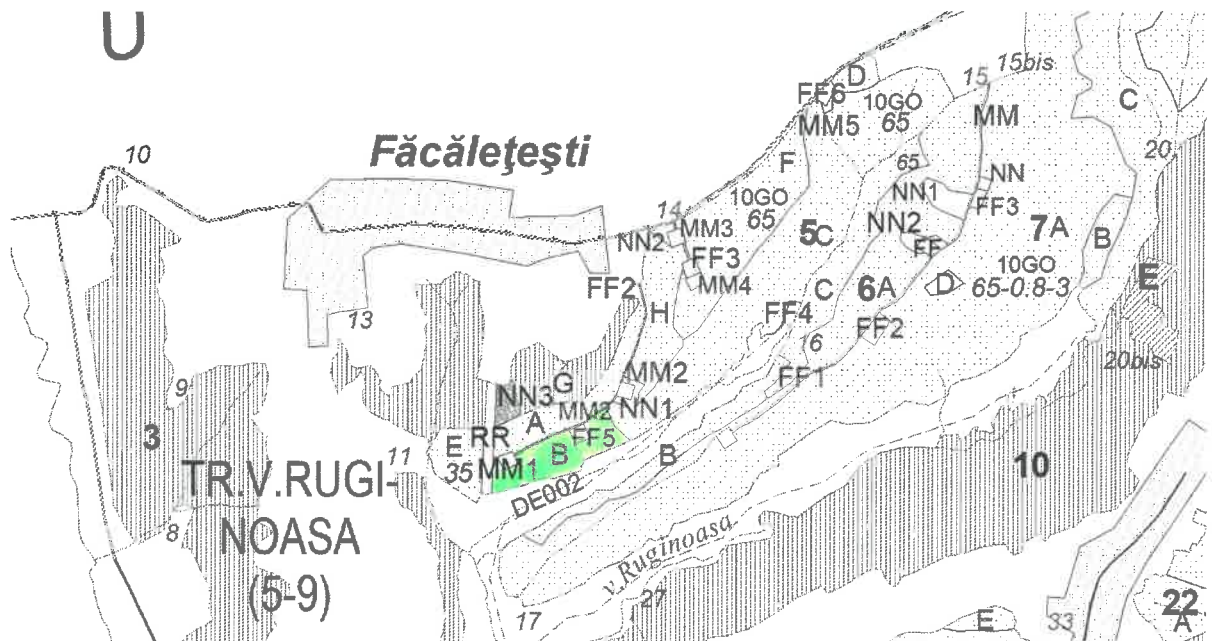 U
D
15
15bis
FF6
10GO
65
MM5
MM
C
10
Făcăleţeşti
F
65
20
NN
NN1
10GO
65
FF3
14
MM3
NN2
NN2
5C
7A
FF3
FF
B
MM4
10GO
65-0.8-3
E
FF2
C
6A
D
H
FF4
13
FF2
16
20bis
MM2
FF1
9
NN3
G
MM2
NN1
A
3
RR
FF5
E
B
B
11
35
MM1
10
TR.V.RUGI-
NOASA
(5-9)
DE002
8
v.Ruginoasa
27
17
22
A
E
33